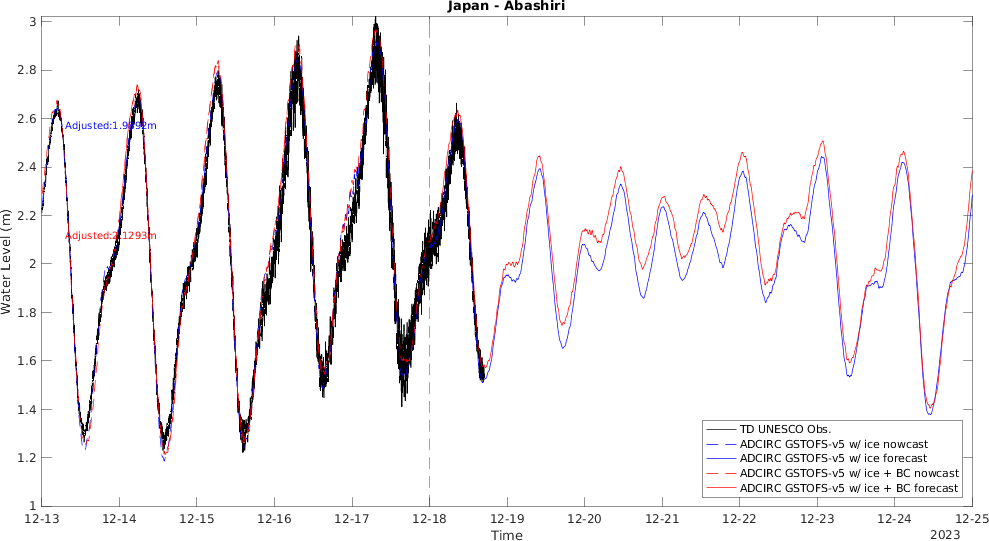 Japan - Abashiri
Water Level (m)
3
2.8
2.6
2.4
2.2
2
1.8
1.6
1.4
1.2
1
Adjusted:1.9792m
Adjusted:2.1293m
TD UNESCO Obs.
ADCIRC GSTOFS-v5 w/ ice nowcast
ADCIRC GSTOFS-v5 w/ ice forecast
ADCIRC GSTOFS-v5 w/ ice + BC nowcast
ADCIRC GSTOFS-v5 w/ ice + BC forecast
12-13 12-14 12-15 12-16 12-17 12-18 12-19 12-20 12-21 12-22 12-23 12-24 12-25
Time
2023